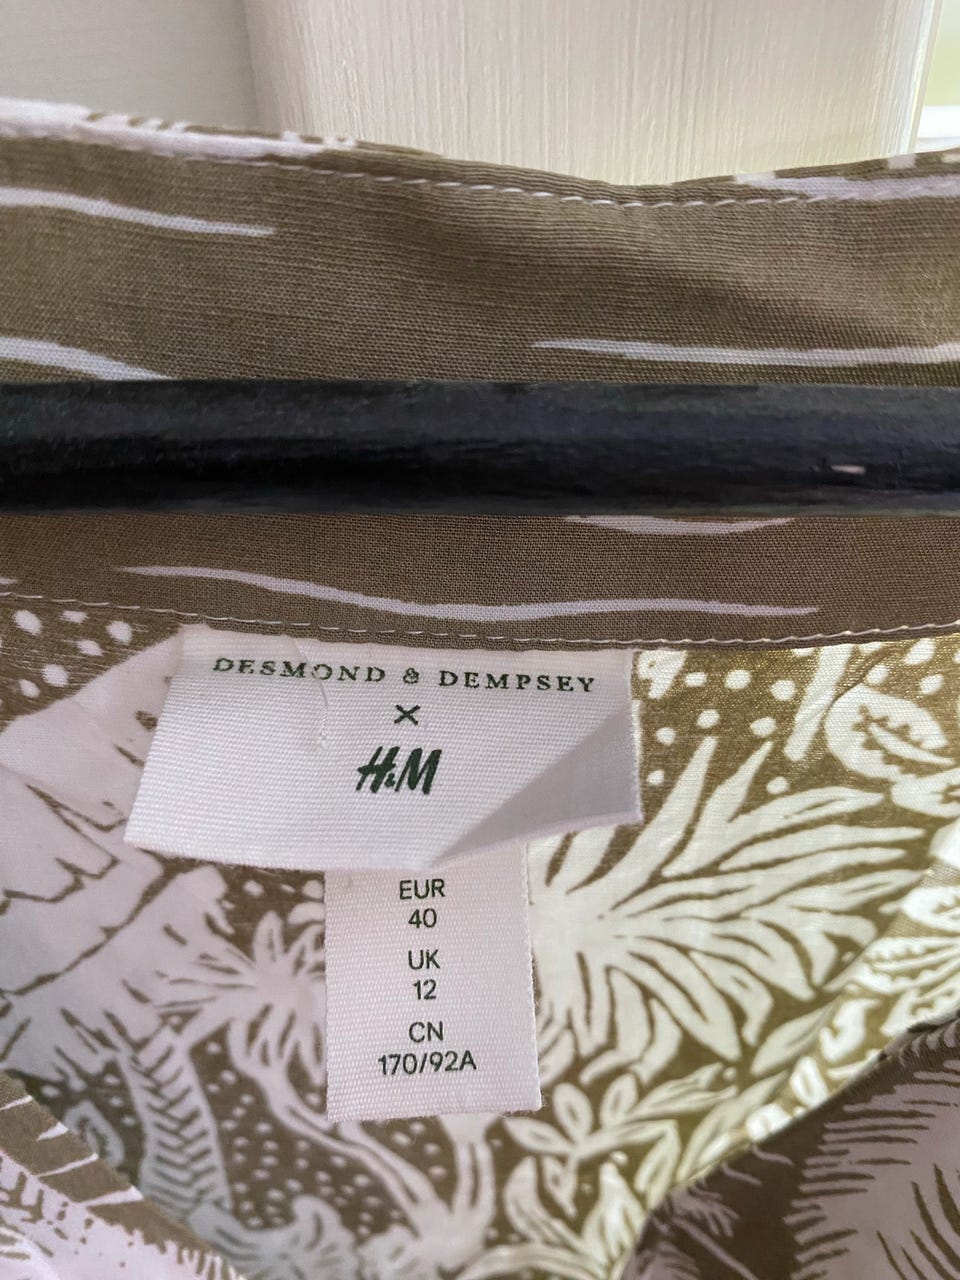 DESMOND & DEMPSEY
X
H&M
EUR
40
UK
12
CN
170/92A